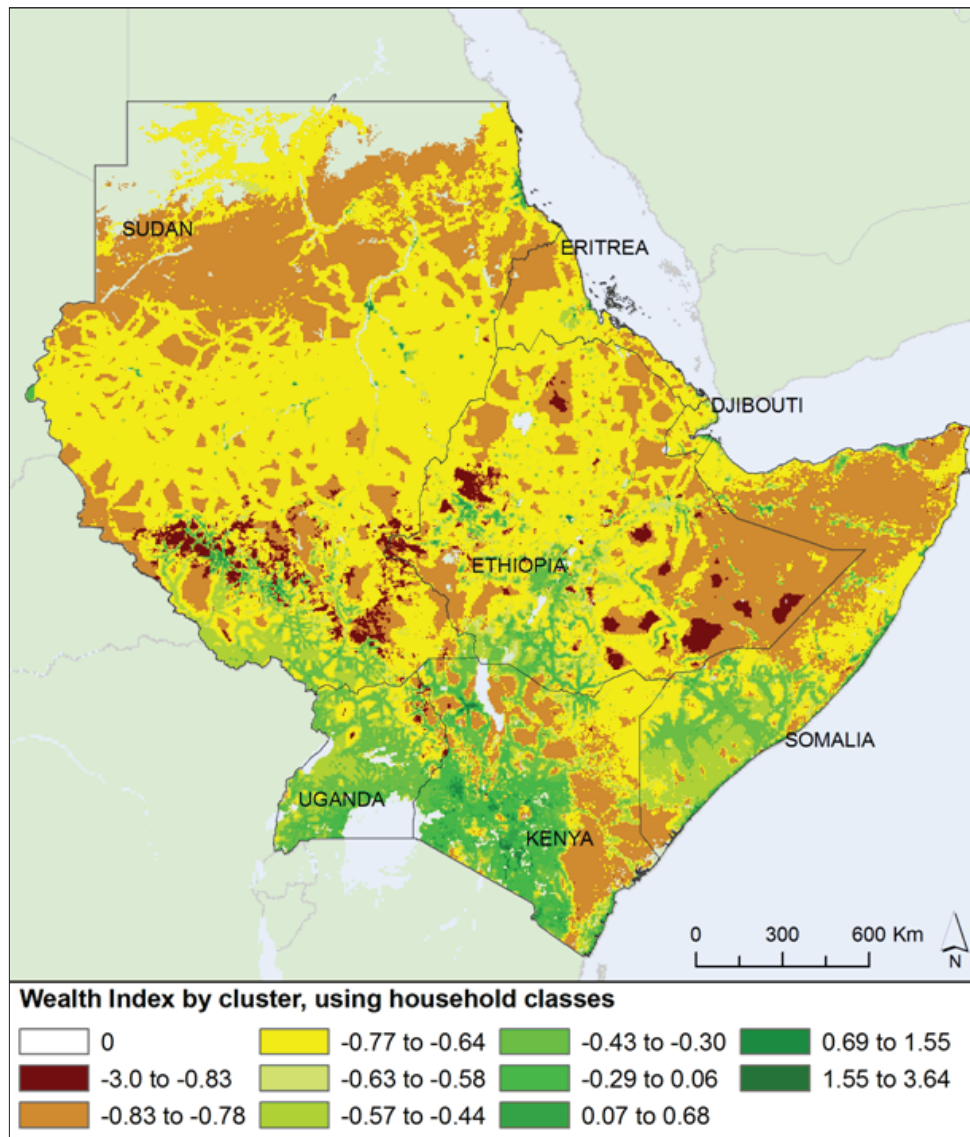 SUDAN
ERITREA
DJIBOUTI
ETHIOPIA
SOMALIA
UGANDA
KENYA
0 300 600 Km
N
Wealth Index by cluster, using household classes
0 -0.77 to -0.64 -0.43 to -0.30 0.69 to 1.55
-3.0 to -0.83 -0.63 to -0.58 -0.29 to 0.06 1.55 to 3.64
-0.83 to -0.78 -0.57 to -0.44 0.07 to 0.68